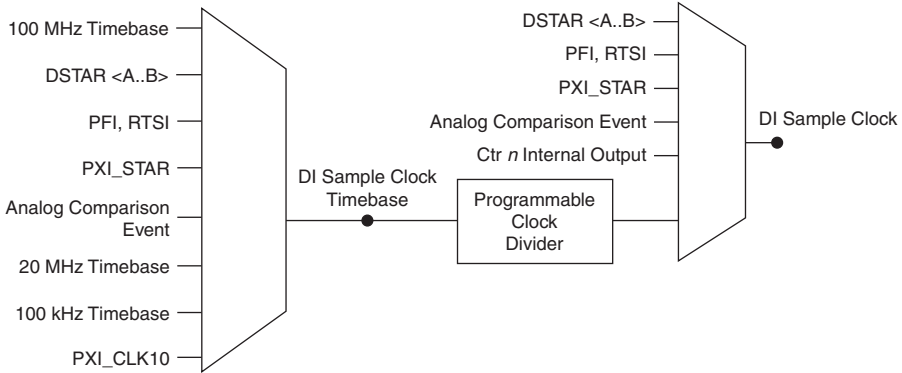 100 MHz Timebase
DSTAR <A..B>
PFI, RTSI
PXI_STAR
Analog Comparison
Event
20 MHz Timebase
100 kHz Timebase
PXI_CLK10
DI Sample Clock
Timebase
Programmable
Clock
Divider
DSTAR <A..B>
PFI, RTSI
PXI_STAR
Analog Comparison Event
Ctr n Internal Output
DI Sample Clock